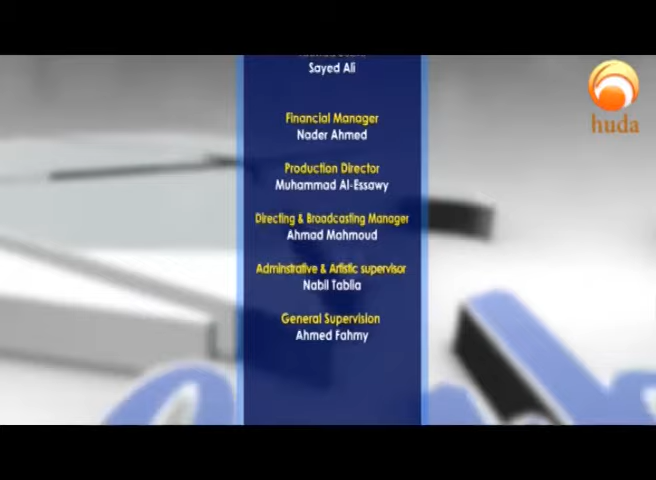 Sayed Ali
Financial Manager
Nader Ahmed
Production Director
Muhammad Al-Essawy
Directing & Broadcasting Manager
Ahmad Mahmoud
Adminstrative & Artistic supervisor
Nabil Tablia
General Supervision
Ahmed Fahmy
huda